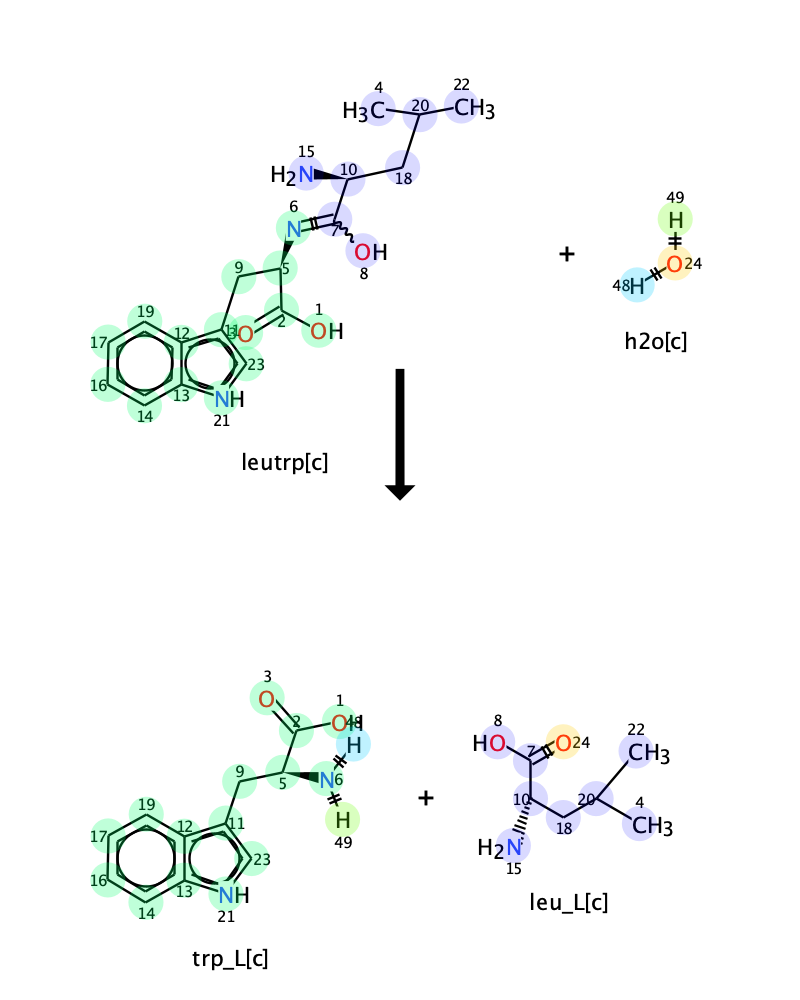 4 22
H₃C 20 CH₃
15 10
H₂N 18
6
N 7 OH
8
9 5
19 11 3 O 2 1 OH
17 12 23
16 13 NH
14 21
leutrp[c]
+
49
H
O 24
48 H
h2o[c]
3
O 2 1 OH
48 H
9 5 N 6
H
49
19 12 11
17 23
16 13 NH
14 21
trp_L[c]
+
8 22
HO 7 O 24 CH₃
10 20 4
18 CH₃
H₂N
15
leu_L[c]